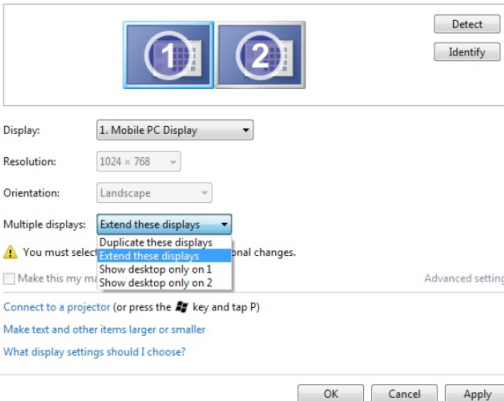 1 2
Detect
Identify
Display: 1. Mobile PC Display
Resolution: 1024 × 768
Orientation: Landscape
Multiple displays: Extend these displays
Duplicate these displays
Extend these displays
Show desktop only on 1
Show desktop only on 2
You must onal changes.
Make this my Advanced
Connect to a projector (or press the key and tap P)
Make text and other items larger or smaller
What display settings should I choose?
OK Cancel Apply